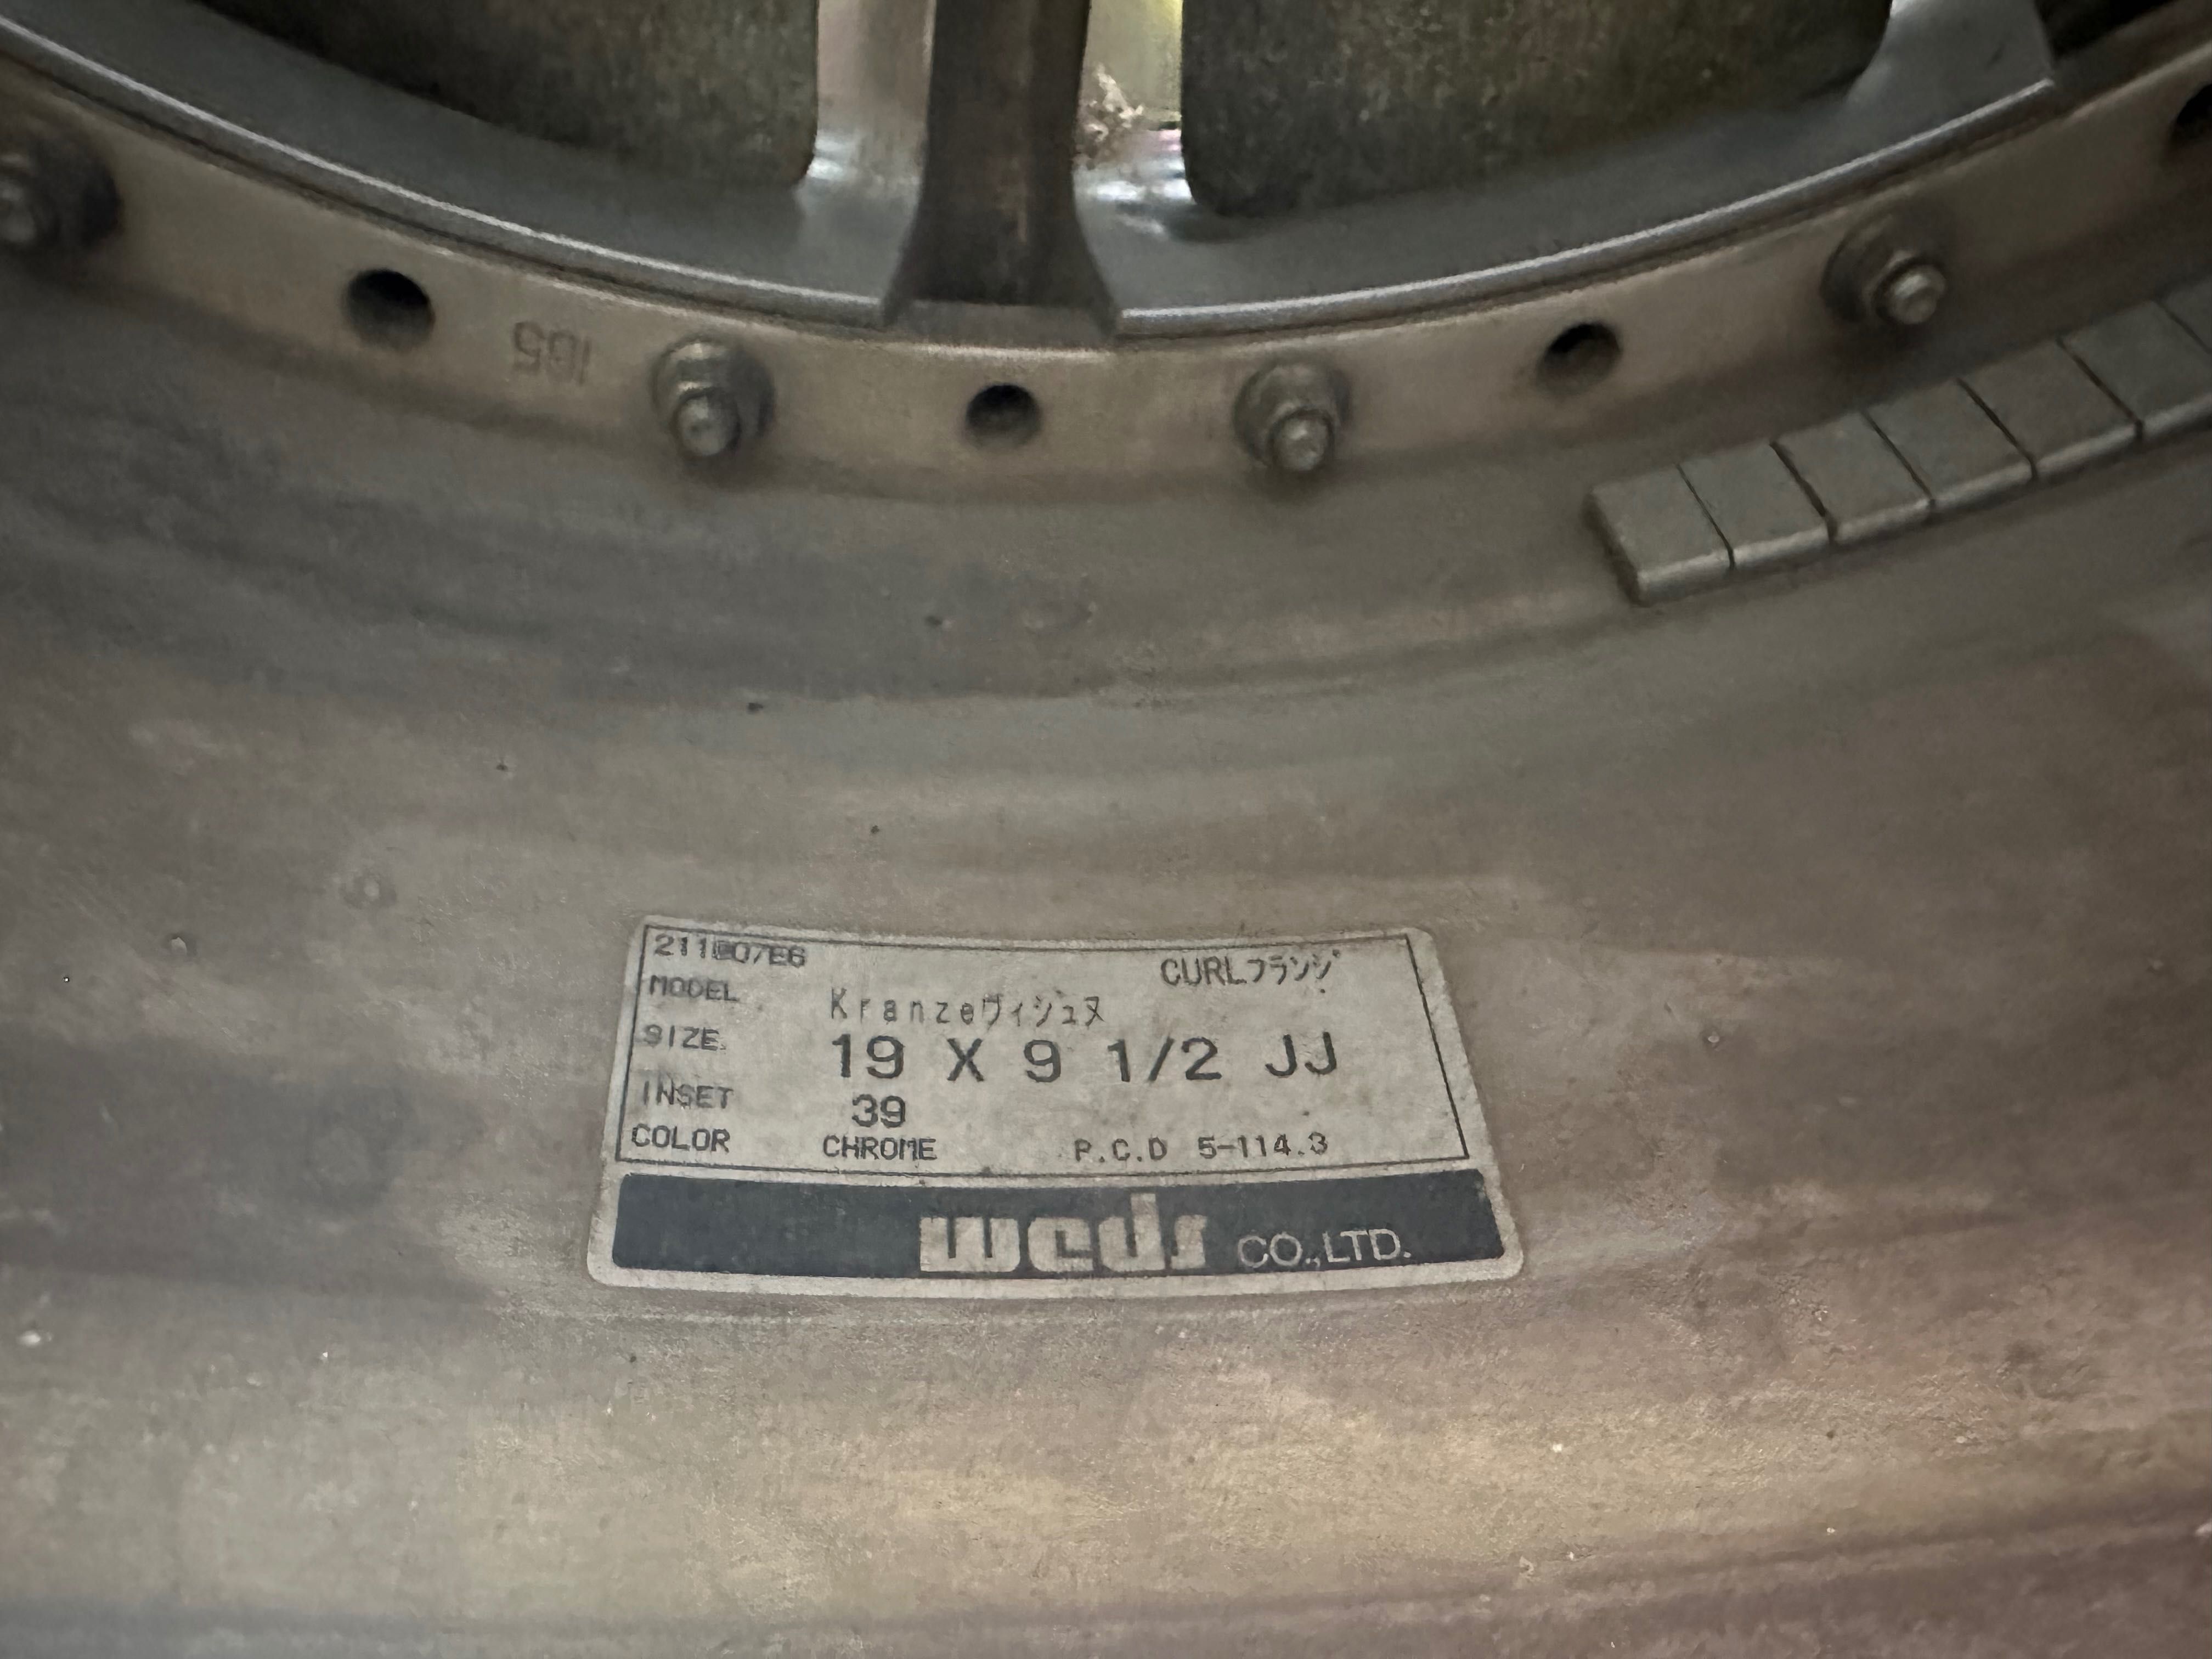 105
CURLフランジ
MODEL Kranzeヴィシュヌ
SIZE 19 X 9 1/2 JJ
INSET 39
COLOR CHROME P.C.D 5-114.3
weds CO.,LTD.